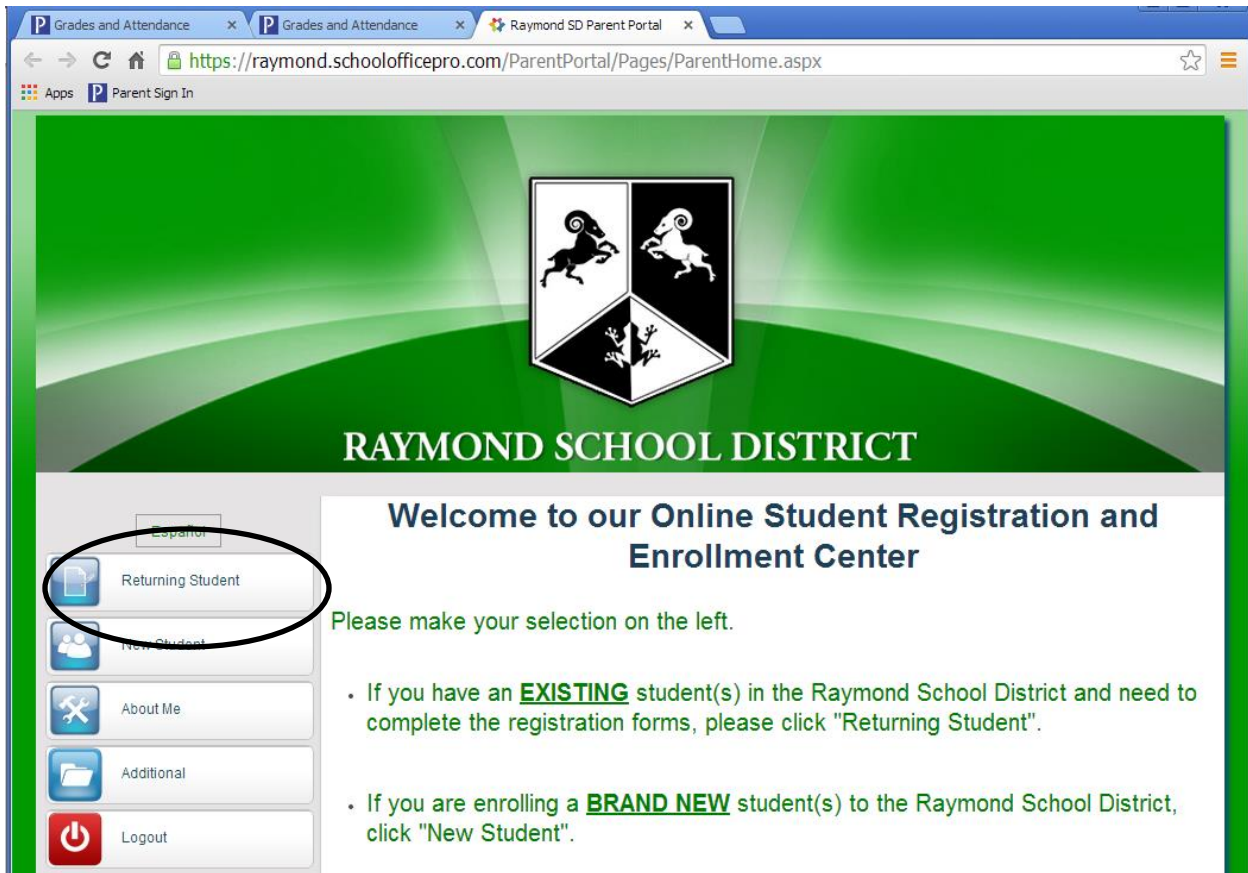 Grades and Attendance
Grades and Attendance
Raymond SD Parent Portal
https://raymond.schoolofficepro.com/ParentPortal/Pages/ParentHome.aspx
Apps
Parent Sign In
RAYMOND SCHOOL DISTRICT
Español
Returning Student
New Student
About Me
Additional
Logout
Welcome to our Online Student Registration and
Enrollment Center
Please make your selection on the left.
• If you have an EXISTING student(s) in the Raymond School District and need to
complete the registration forms, please click "Returning Student".
• If you are enrolling a BRAND NEW student(s) to the Raymond School District,
click "New Student".